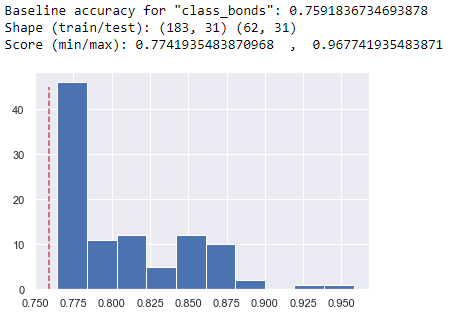 Baseline accuracy for "class_bonds": 0.7591836734693878
Shape (train/test): (183, 31) (62, 31)
Score (min/max): 0.7741935483870968  ,  0.967741935483871
40
30
20
10
0
0.750 0.775 0.800 0.825 0.850 0.875 0.900 0.925 0.950